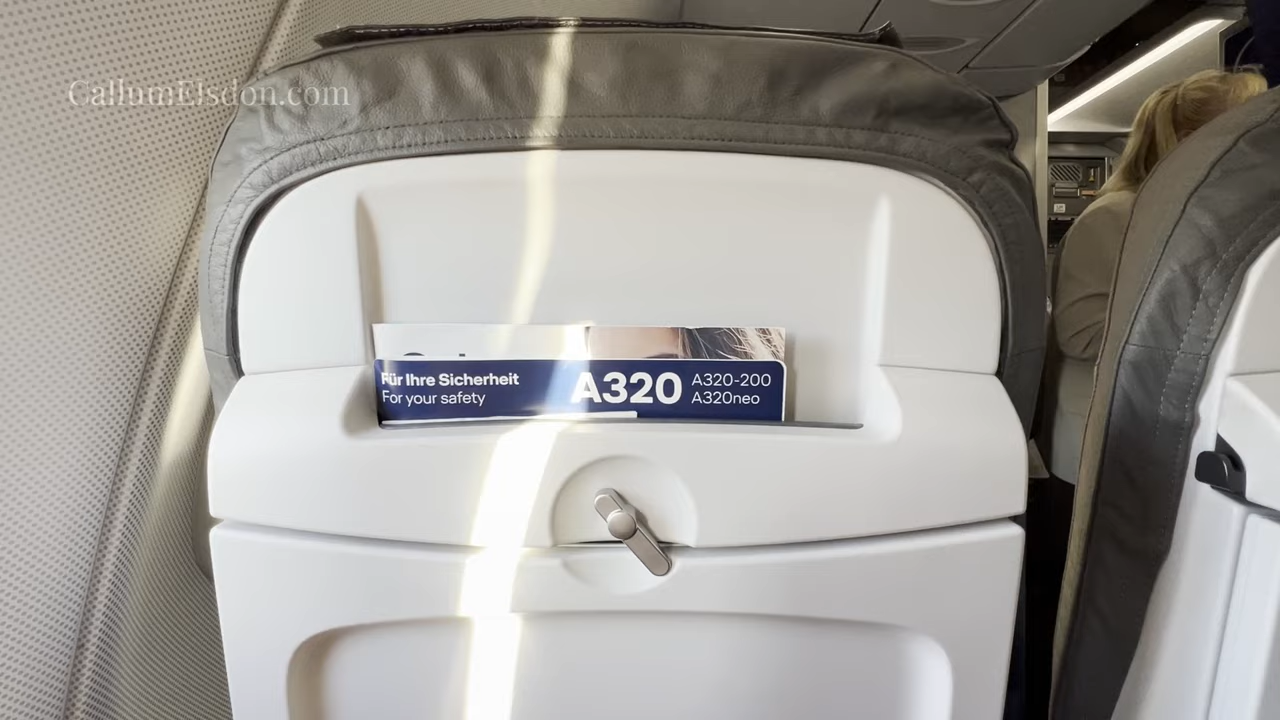 CallumElsdon.com
Für Ihre Sicherheit
For your safety
A320
A320-200
A320neo